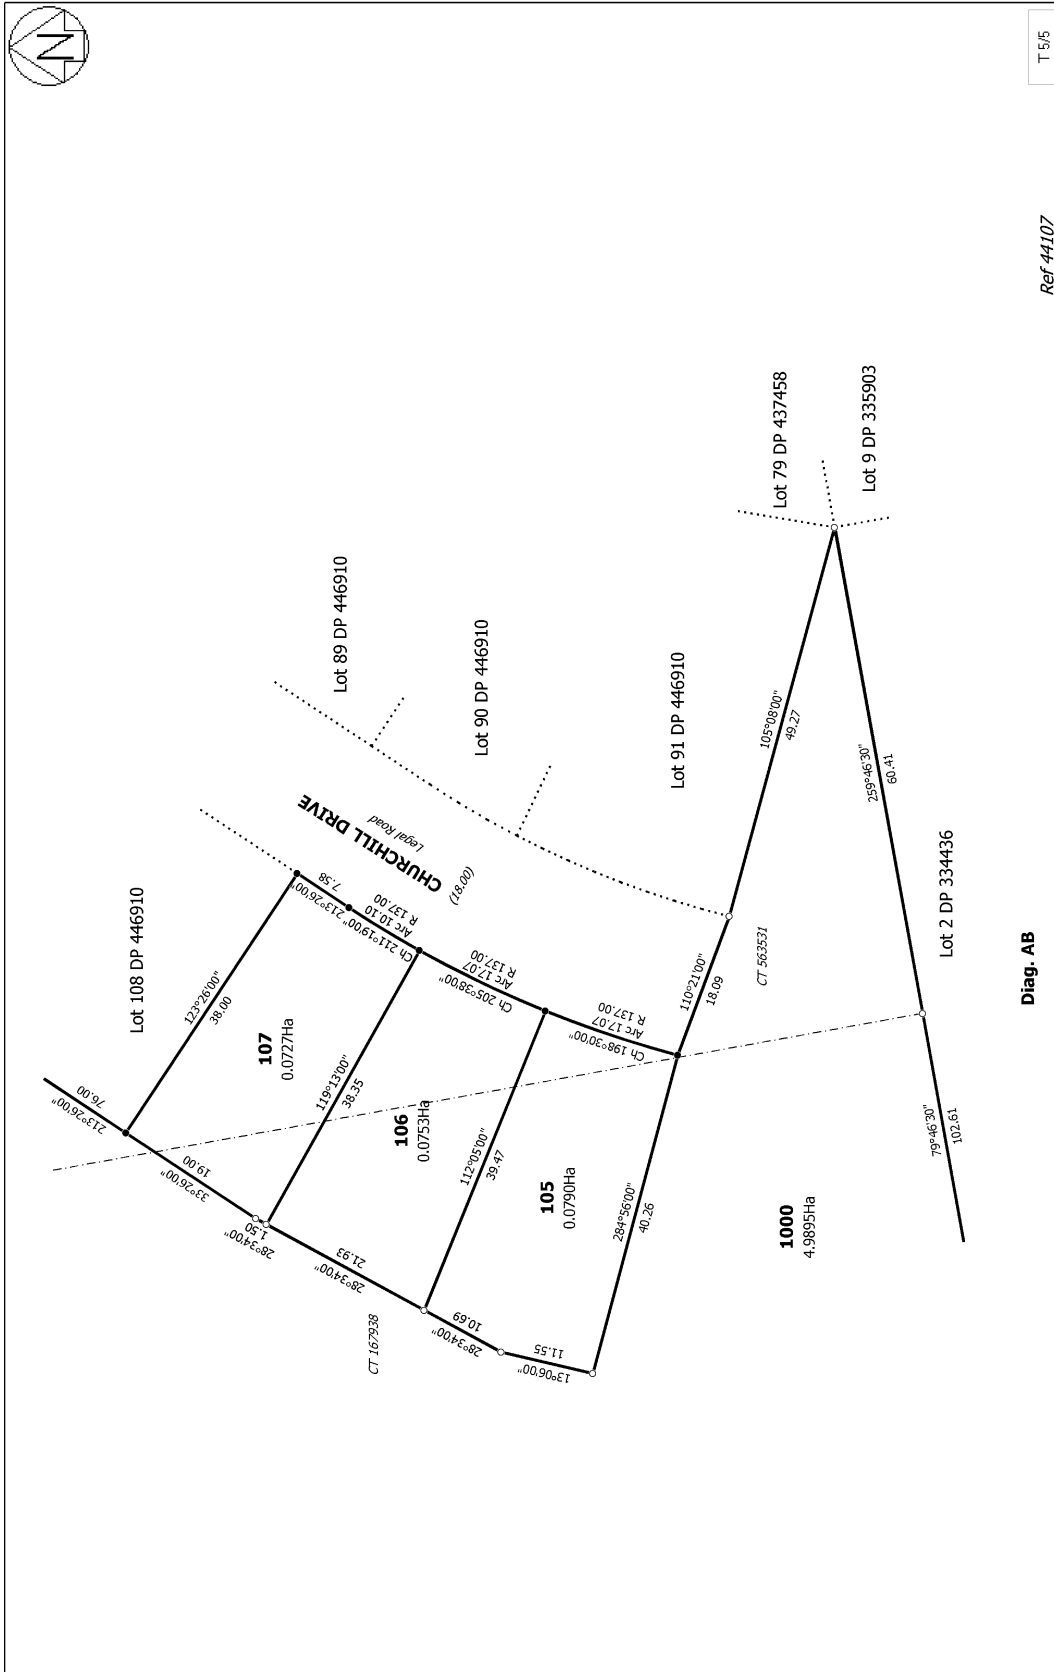 N
T 5/5
Ref 44107
Lot 108 DP 446910
213°26'00"
76.00
123°26'00"
38.00
107
0.0727Ha
33°26'00"
19.00
28°34'00"
1.50
119°13'00"
38.35
213°26'00"
7.58
Ch 211°19'00"
Arc 10.10
R 137.00
CHURCHILL DRIVE
Legal Road
(18.00)
Lot 89 DP 446910
Lot 90 DP 446910
Lot 91 DP 446910
106
0.0753Ha
28°34'00"
21.93
Ch 205°38'00"
Arc 17.07
R 137.00
112°05'00"
39.47
CT 167938
28°34'00"
10.69
13°06'00"
11.55
105
0.0790Ha
Ch 198°30'00"
Arc 17.07
R 137.00
284°56'00"
40.26
110°21'00"
18.09
CT 563531
105°08'00"
49.27
Lot 79 DP 437458
Lot 9 DP 335903
259°46'30"
60.41
1000
4.9895Ha
79°46'30"
102.61
Lot 2 DP 334436
Diag. AB